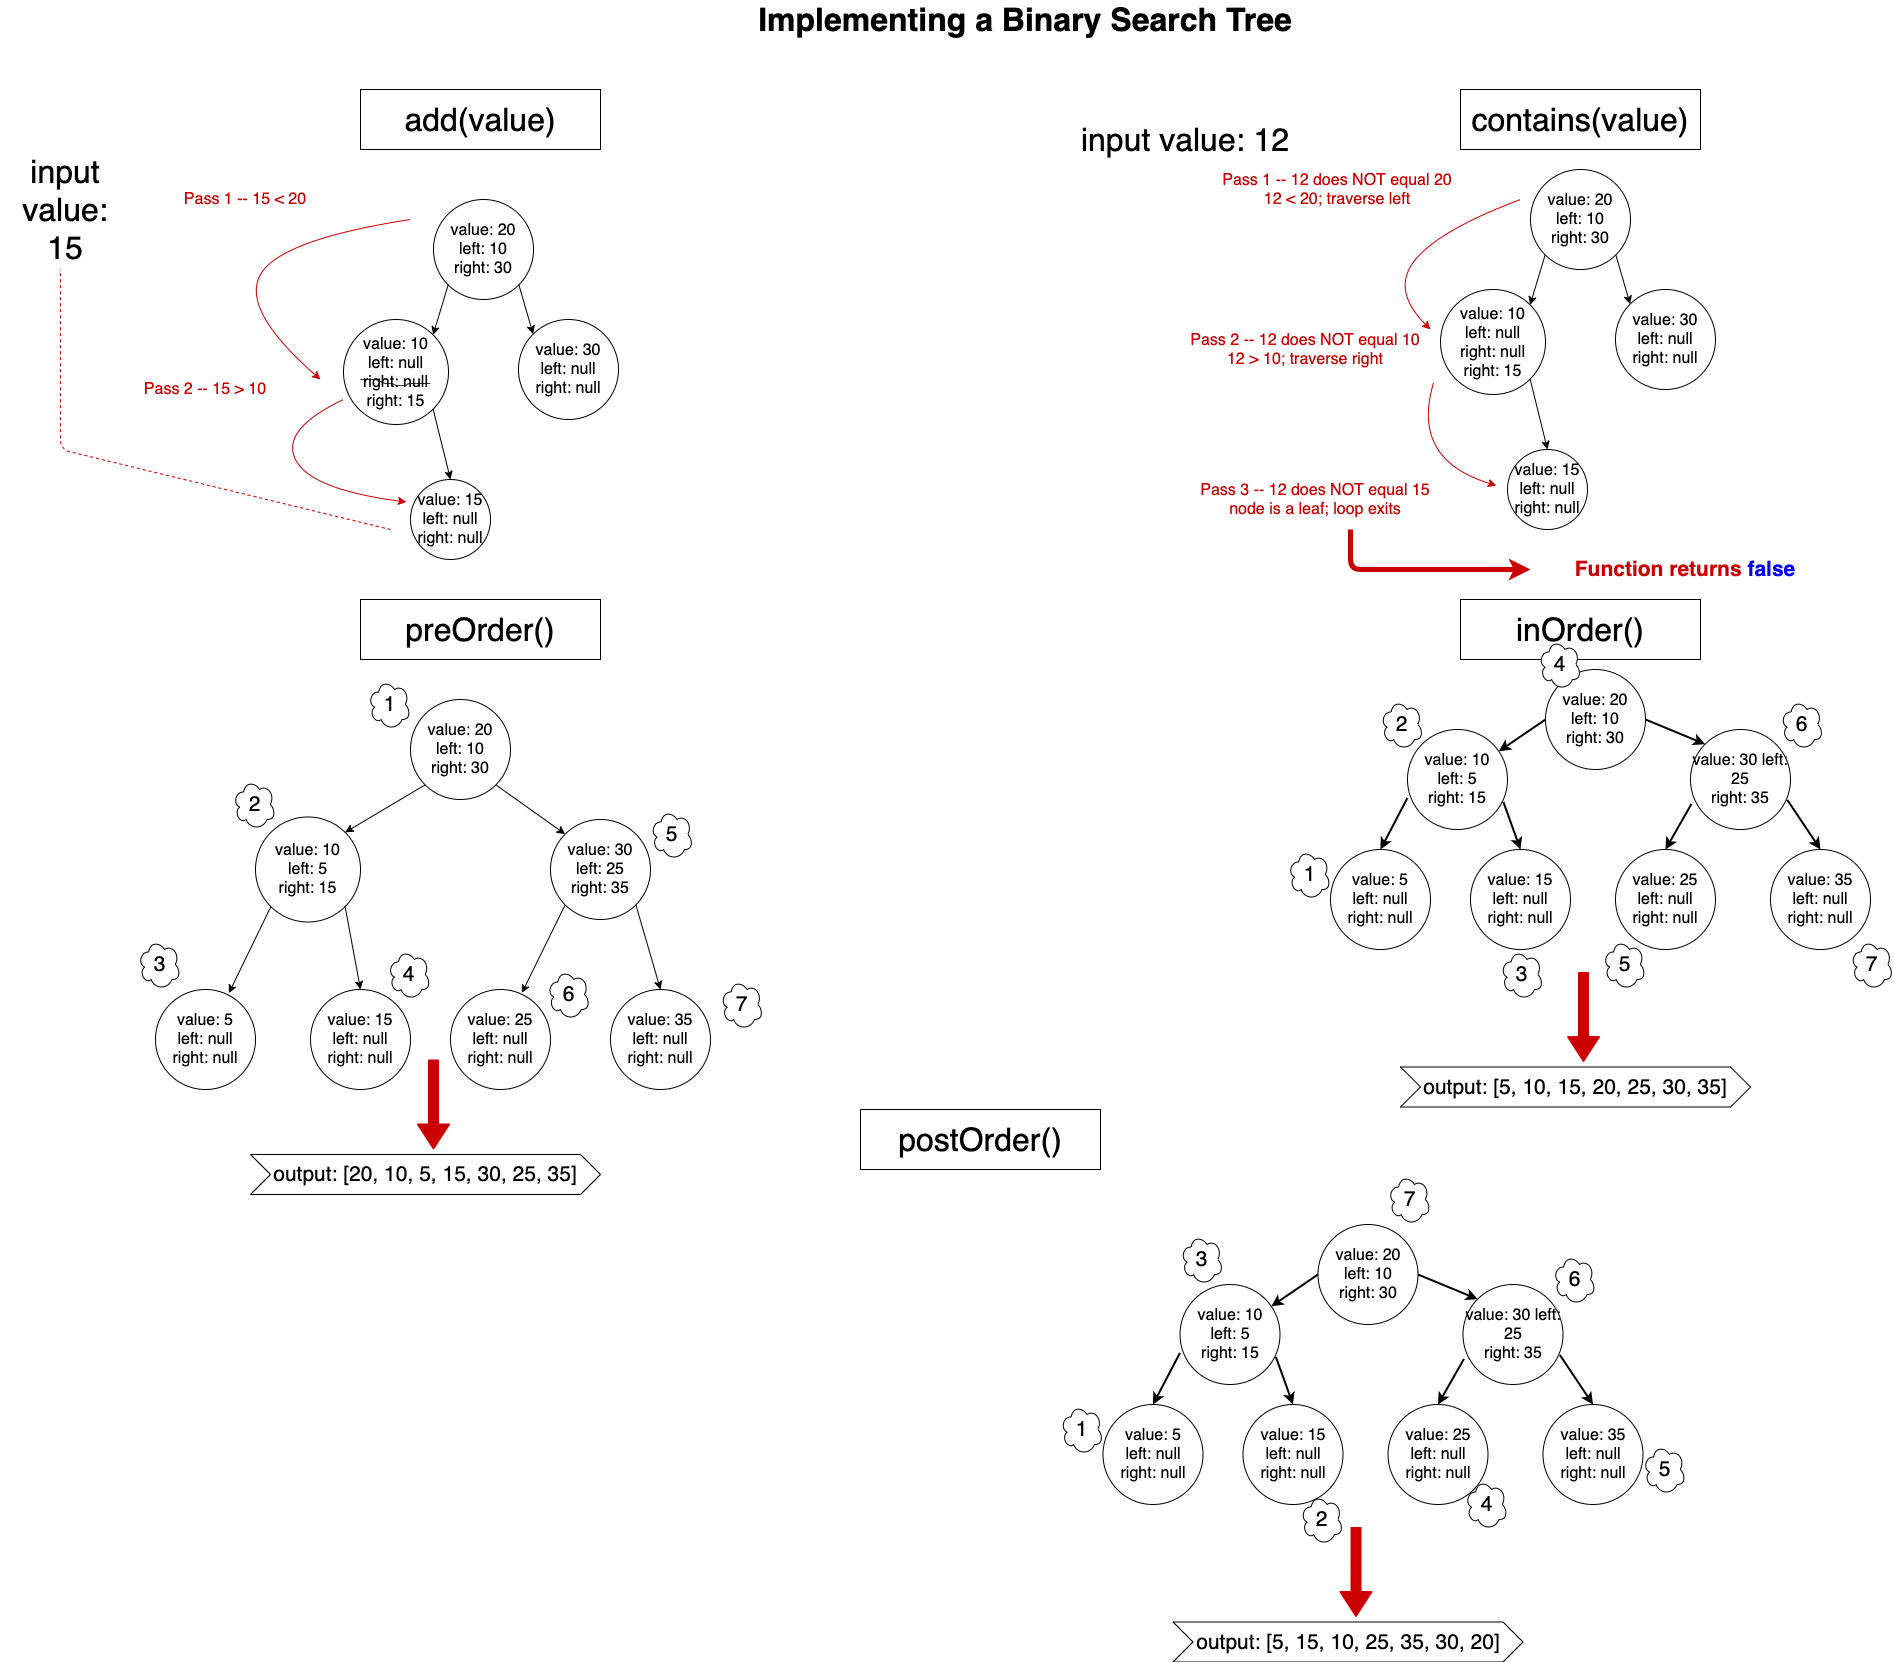 Implementing a Binary Search Tree
add(value)
input
value:
15
Pass 1 -- 15 < 20
value: 20
left: 10
right: 30
value: 10
left: null
right: null
right: 15
value: 30
left: null
right: null
Pass 2 -- 15 > 10
value: 15
left: null
right: null
contains(value)
input value: 12
Pass 1 -- 12 does NOT equal 20
12 < 20; traverse left
value: 20
left: 10
right: 30
value: 10
left: null
right: null
right: 15
value: 30
left: null
right: null
Pass 2 -- 12 does NOT equal 10
12 > 10; traverse right
value: 15
left: null
right: null
Pass 3 -- 12 does NOT equal 15
node is a leaf; loop exits
Function returns false
preOrder()
1
value: 20
left: 10
right: 30
2
value: 10
left: 5
right: 15
5
value: 30
left: 25
right: 35
3
value: 5
left: null
right: null
4
value: 15
left: null
right: null
6
value: 25
left: null
right: null
7
value: 35
left: null
right: null
output: [20, 10, 5, 15, 30, 25, 35]
inOrder()
4
value: 20
left: 10
right: 30
2
value: 10
left: 5
right: 15
6
value: 30 left:
25
right: 35
1
value: 5
left: null
right: null
value: 15
left: null
right: null
3
value: 25
left: null
right: null
5
value: 35
left: null
right: null
7
output: [5, 10, 15, 20, 25, 30, 35]
postOrder()
7
value: 20
left: 10
right: 30
3
value: 10
left: 5
right: 15
6
value: 30 left:
25
right: 35
1
value: 5
left: null
right: null
value: 15
left: null
right: null
2
value: 25
left: null
right: null
4
value: 35
left: null
right: null
5
output: [5, 15, 10, 25, 35, 30, 20]